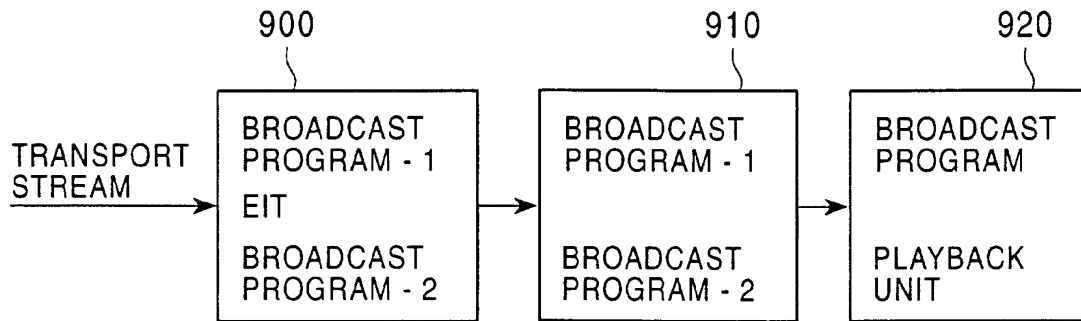 900
910
920
TRANSPORT
STREAM
BROADCAST
PROGRAM - 1
EIT
BROADCAST
PROGRAM - 2
BROADCAST
PROGRAM - 1
BROADCAST
PROGRAM - 2
BROADCAST
PROGRAM
PLAYBACK
UNIT